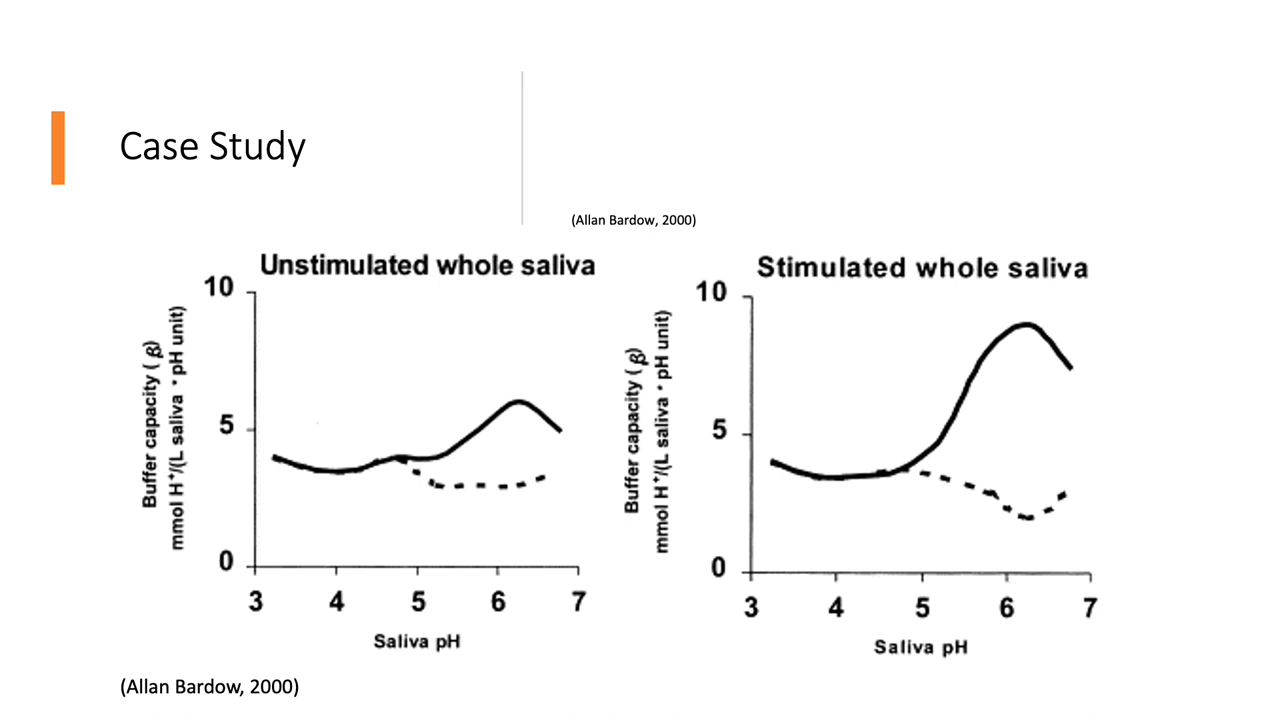 Case Study
(Allan Bardow, 2000)
Unstimulated whole saliva
10
5
0
Buffer capacity ( β)
mmol H⁺/(L saliva * pH unit)
3 4 5 6 7
Saliva pH
Stimulated whole saliva
10
5
0
Buffer capacity ( β)
mmol H⁺/(L saliva * pH unit)
3 4 5 6 7
Saliva pH
(Allan Bardow, 2000)